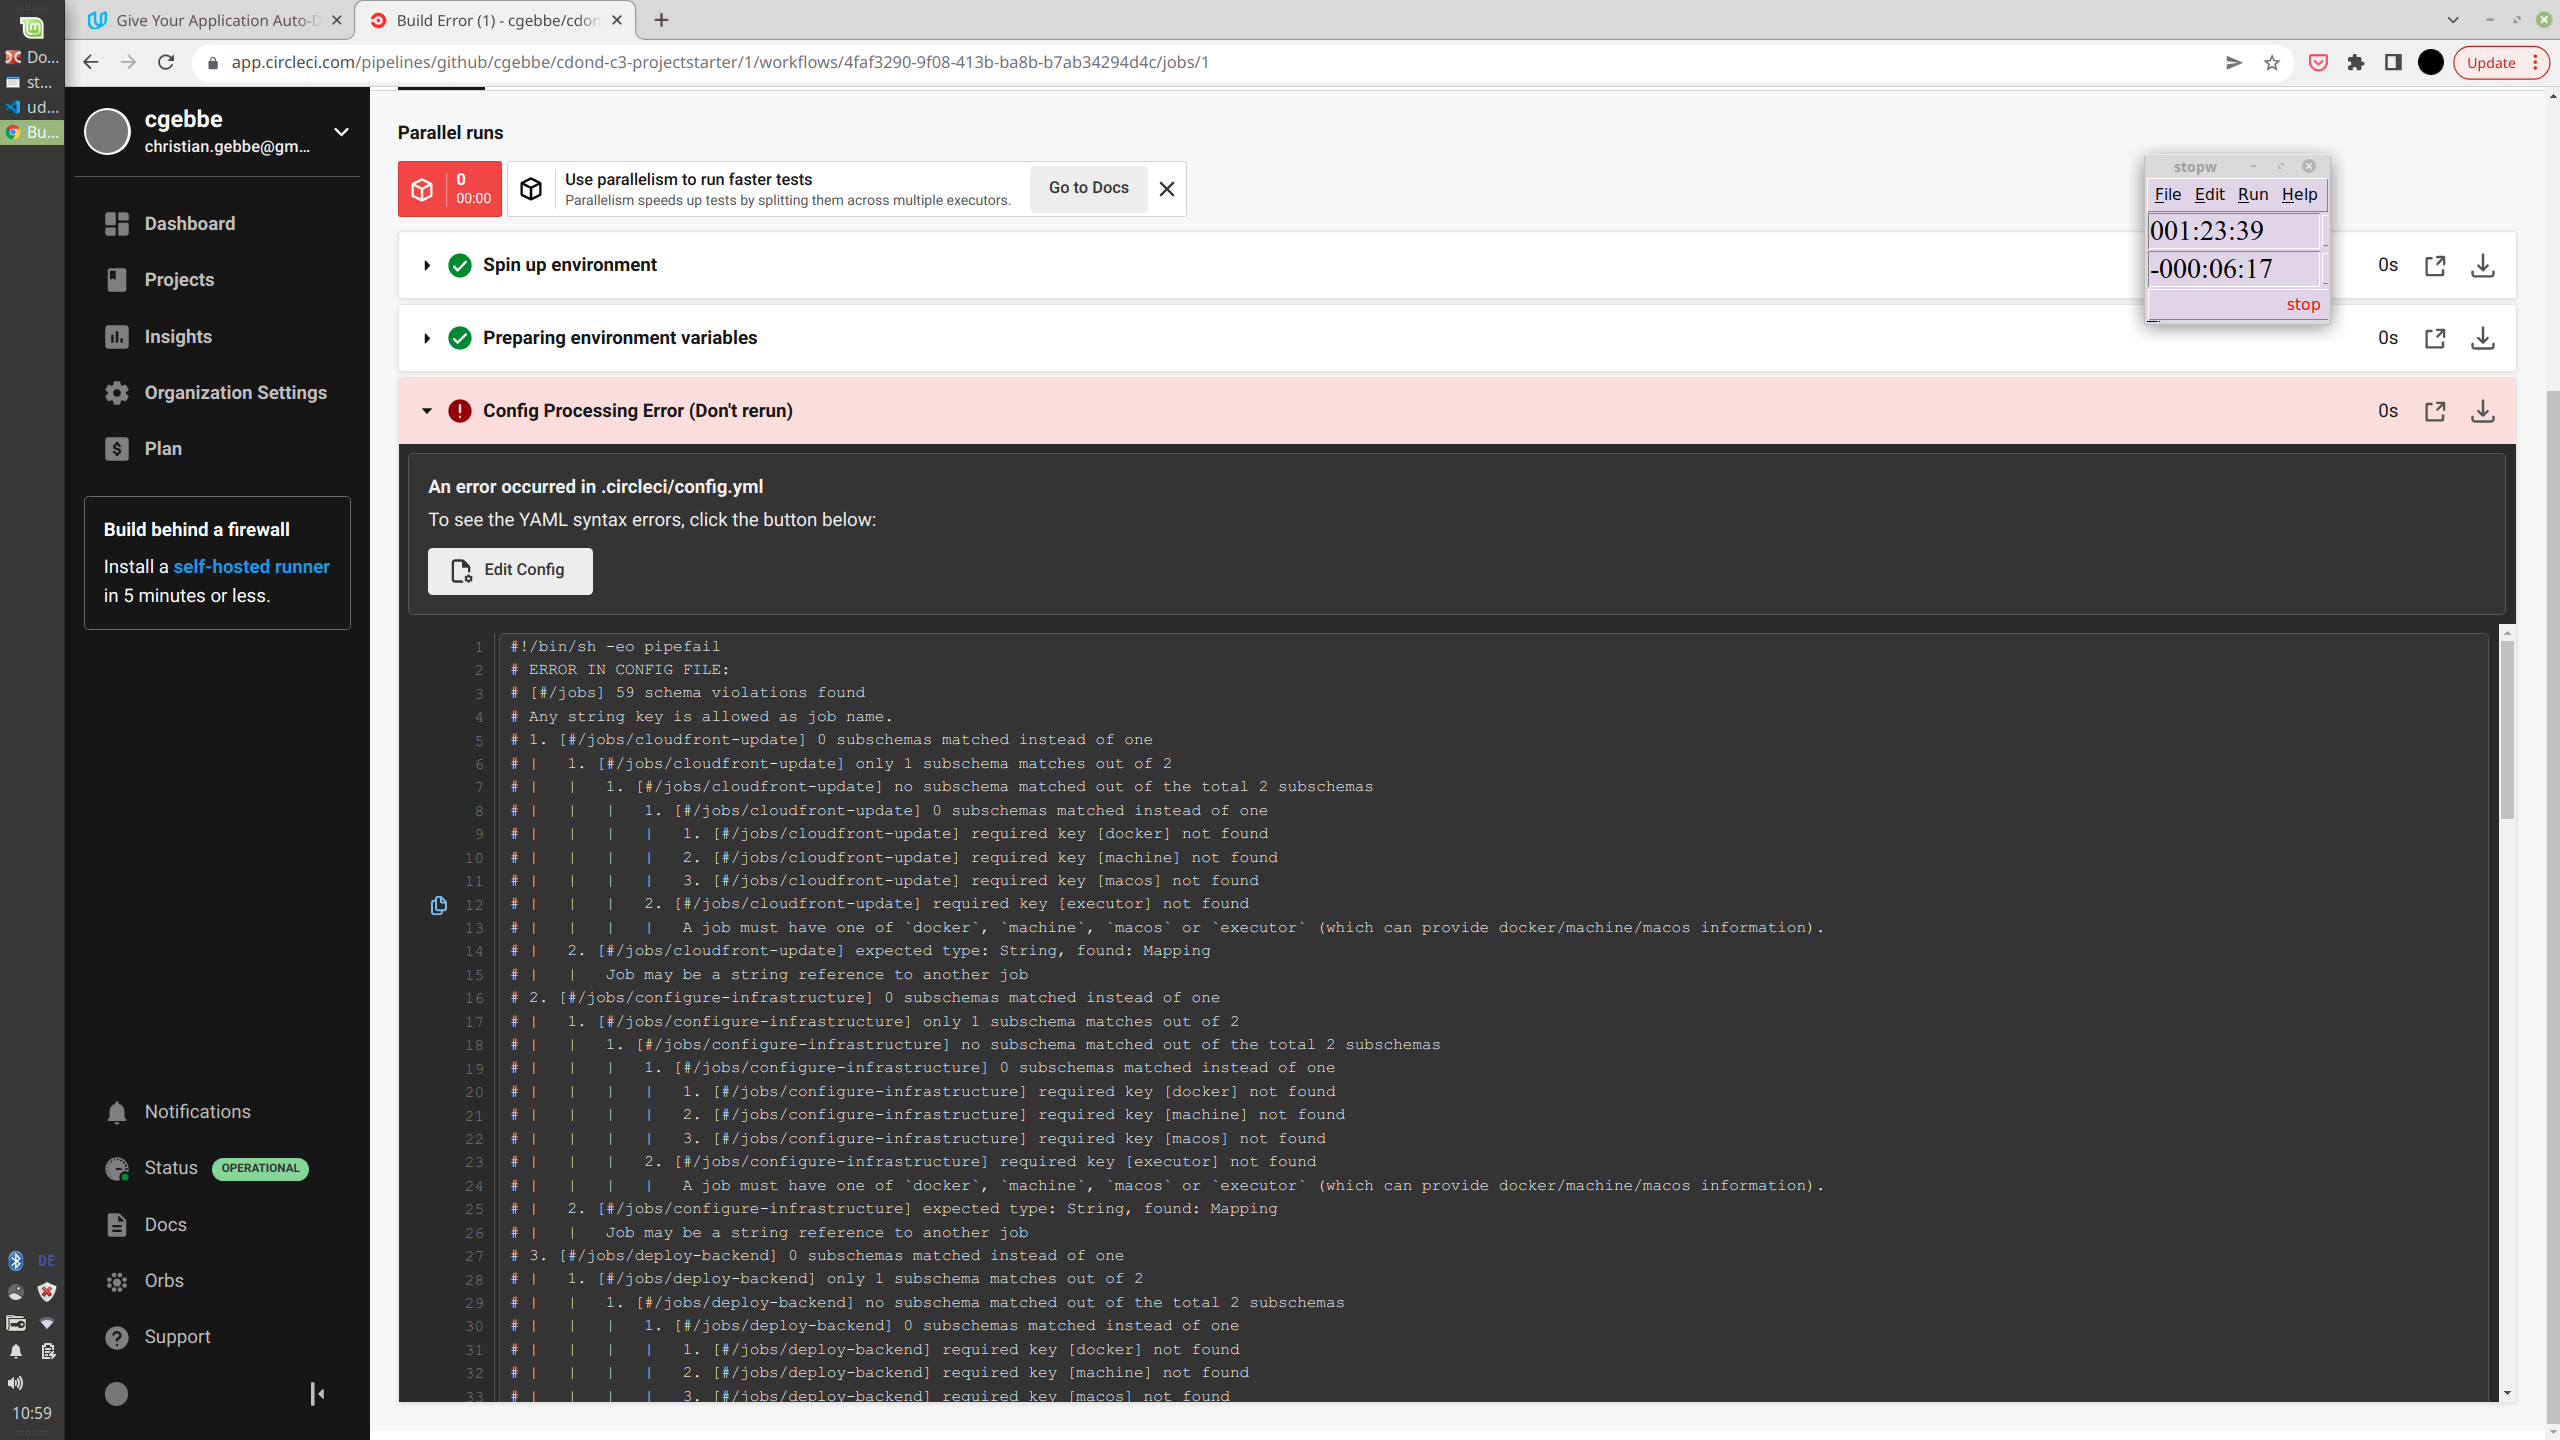 Give Your Application Auto-D
Build Error (1) - cgebbe/cdon
Do...
st...
ud...
Bu...
app.circleci.com/pipelines/github/cgebbe/cdond-c3-projectstarter/1/workflows/4faf3290-9f08-413b-ba8b-b7ab34294d4c/jobs/1
Update
cgebbe
christian.gebbe@gm...
Dashboard
Projects
Insights
Organization Settings
Plan
Build behind a firewall
Install a self-hosted runner
in 5 minutes or less.
Notifications
Status OPERATIONAL
Docs
Orbs
Support
DE
10:59
Parallel runs
0
00:00
Use parallelism to run faster tests
Parallelism speeds up tests by splitting them across multiple executors.
Go to Docs
stopw
File Edit Run Help
001:23:39
-000:06:17
stop
Spin up environment
0s
Preparing environment variables
0s
Config Processing Error (Don't rerun)
0s
An error occurred in .circleci/config.yml
To see the YAML syntax errors, click the button below:
Edit Config
1 #!/bin/sh -eo pipefail
2 # ERROR IN CONFIG FILE:
3 # [#/jobs] 59 schema violations found
4 # Any string key is allowed as job name.
5 # 1. [#/jobs/cloudfront-update] 0 subschemas matched instead of one
6 # |   1. [#/jobs/cloudfront-update] only 1 subschema matches out of 2
7 # |   |   1. [#/jobs/cloudfront-update] no subschema matched out of the total 2 subschemas
8 # |   |   |   1. [#/jobs/cloudfront-update] 0 subschemas matched instead of one
9 # |   |   |   |   1. [#/jobs/cloudfront-update] required key [docker] not found
10 # |   |   |   |   2. [#/jobs/cloudfront-update] required key [machine] not found
11 # |   |   |   |   3. [#/jobs/cloudfront-update] required key [macos] not found
12 # |   |   |   2. [#/jobs/cloudfront-update] required key [executor] not found
13 # |   |   |   |   A job must have one of `docker`, `machine`, `macos` or `executor` (which can provide docker/machine/macos information).
14 # |   2. [#/jobs/cloudfront-update] expected type: String, found: Mapping
15 # |   |   Job may be a string reference to another job
16 # 2. [#/jobs/configure-infrastructure] 0 subschemas matched instead of one
17 # |   1. [#/jobs/configure-infrastructure] only 1 subschema matches out of 2
18 # |   |   1. [#/jobs/configure-infrastructure] no subschema matched out of the total 2 subschemas
19 # |   |   |   1. [#/jobs/configure-infrastructure] 0 subschemas matched instead of one
20 # |   |   |   |   1. [#/jobs/configure-infrastructure] required key [docker] not found
21 # |   |   |   |   2. [#/jobs/configure-infrastructure] required key [machine] not found
22 # |   |   |   |   3. [#/jobs/configure-infrastructure] required key [macos] not found
23 # |   |   |   2. [#/jobs/configure-infrastructure] required key [executor] not found
24 # |   |   |   |   A job must have one of `docker`, `machine`, `macos` or `executor` (which can provide docker/machine/macos information).
25 # |   2. [#/jobs/configure-infrastructure] expected type: String, found: Mapping
26 # |   |   Job may be a string reference to another job
27 # 3. [#/jobs/deploy-backend] 0 subschemas matched instead of one
28 # |   1. [#/jobs/deploy-backend] only 1 subschema matches out of 2
29 # |   |   1. [#/jobs/deploy-backend] no subschema matched out of the total 2 subschemas
30 # |   |   |   1. [#/jobs/deploy-backend] 0 subschemas matched instead of one
31 # |   |   |   |   1. [#/jobs/deploy-backend] required key [docker] not found
32 # |   |   |   |   2. [#/jobs/deploy-backend] required key [machine] not found
33 # |   |   |   |   3. [#/jobs/deploy-backend] required key [macos] not found